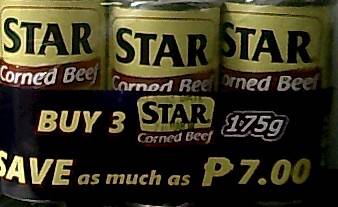 STAR STAR STAR
Corned Beef Corned Beef Corned Beef
BUY 3 STAR Corned Beef 175g
SAVE as much as ₱7.00